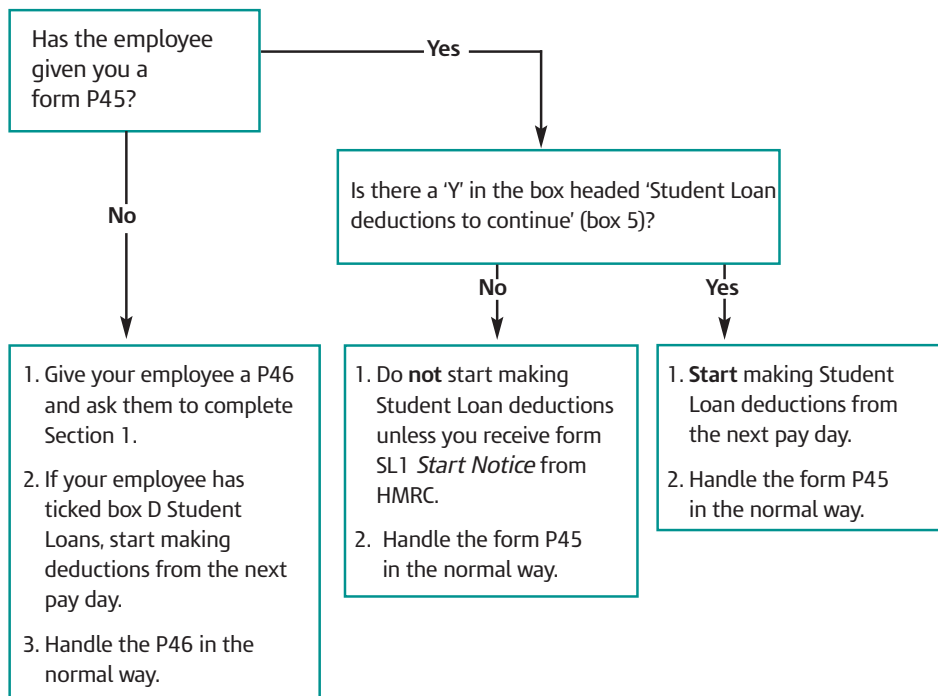 Has the employee
given you a
form P45?
Yes
Is there a ‘Y’ in the box headed ‘Student Loan
deductions to continue’ (box 5)?
No
No
Yes
1. Give your employee a P46
and ask them to complete
Section 1.
2. If your employee has
ticked box D Student
Loans, start making
deductions from the next
pay day.
3. Handle the P46 in the
normal way.
1. Do not start making
Student Loan deductions
unless you receive form
SL1 Start Notice from
HMRC.
2. Handle the form P45
in the normal way.
1. Start making Student
Loan deductions from
the next pay day.
2. Handle the form P45
in the normal way.